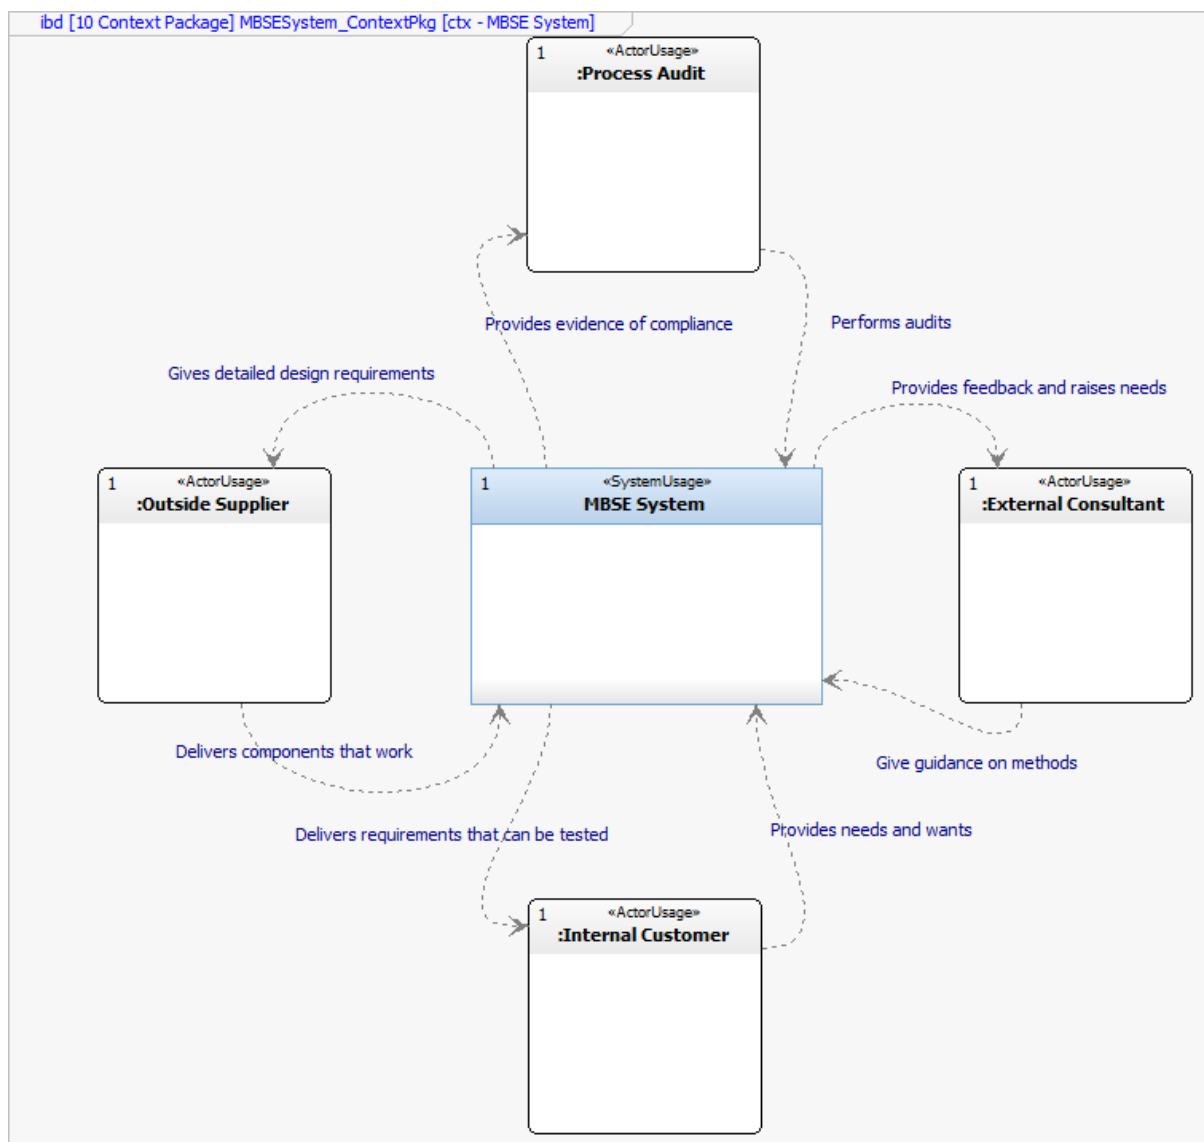 ibd [10 Context Package] MBSESystem_ContextPkg [ctx - MBSE System]
1
«ActorUsage»
:Process Audit
Provides evidence of compliance
Performs audits
Gives detailed design requirements
Provides feedback and raises needs
1
«ActorUsage»
:Outside Supplier
1
«SystemUsage»
MBSE System
1
«ActorUsage»
:External Consultant
Delivers components that work
Give guidance on methods
Delivers requirements that can be tested
Provides needs and wants
1
«ActorUsage»
:Internal Customer